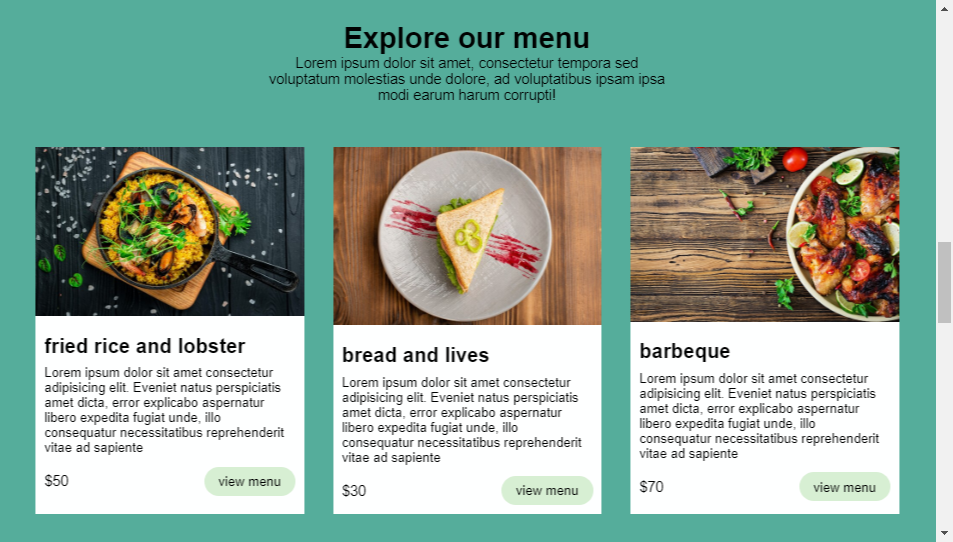 Explore our menu
Lorem ipsum dolor sit amet, consectetur tempora sed
voluptatum molestias unde dolore, ad voluptatibus ipsam ipsa
modi earum harum corrupti!
fried rice and lobster
Lorem ipsum dolor sit amet consectetur
adipisicing elit. Eveniet natus perspiciatis
amet dicta, error explicabo aspernatur
libero expedita fugiat unde, illo
consequatur necessitatibus reprehenderit
vitae ad sapiente
$50
view menu
bread and lives
Lorem ipsum dolor sit amet consectetur
adipisicing elit. Eveniet natus perspiciatis
amet dicta, error explicabo aspernatur
libero expedita fugiat unde, illo
consequatur necessitatibus reprehenderit
vitae ad sapiente
$30
view menu
barbeque
Lorem ipsum dolor sit amet consectetur
adipisicing elit. Eveniet natus perspiciatis
amet dicta, error explicabo aspernatur
libero expedita fugiat unde, illo
consequatur necessitatibus reprehenderit
vitae ad sapiente
$70
view menu